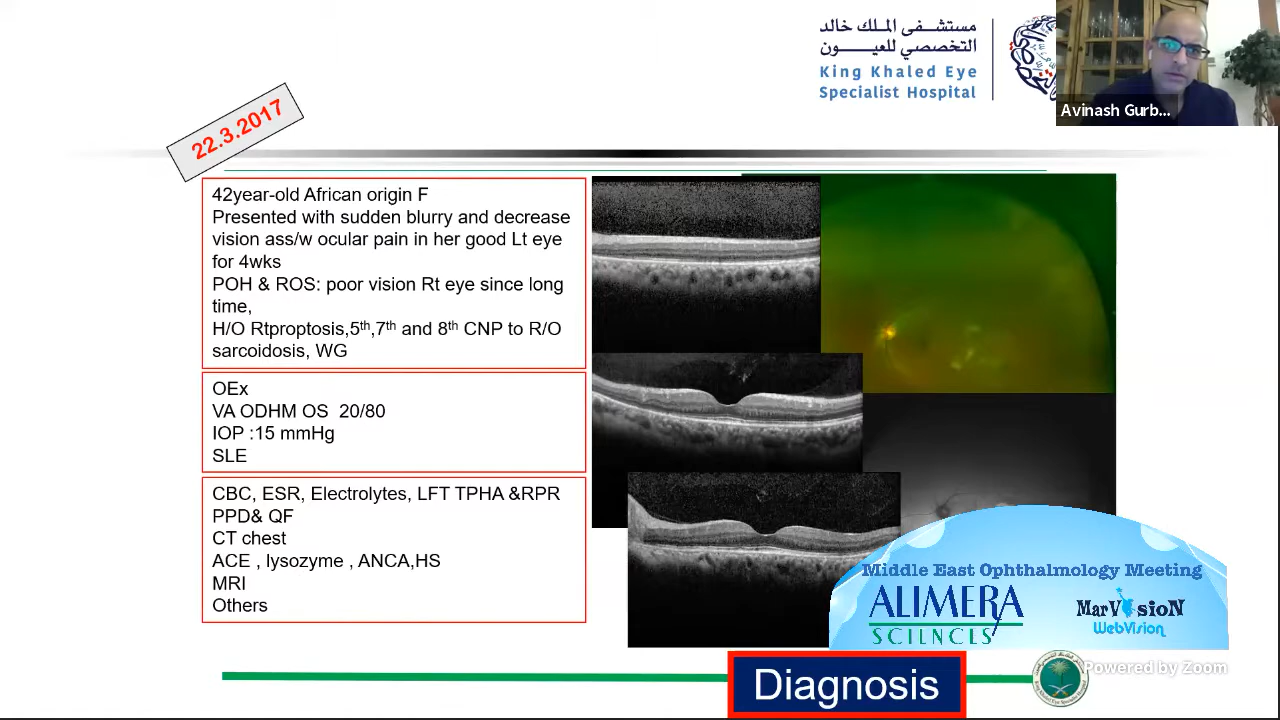 مستشفى الملك خالد
التخصصي للعيون
King Khaled Eye
Specialist Hospital
Avinash Gurb...
22.3.2017
42year-old African origin F
Presented with sudden blurry and decrease
vision ass/w ocular pain in her good Lt eye
for 4wks
POH & ROS: poor vision Rt eye since long
time,
H/O Rtproptosis,5th,7th and 8th CNP to R/O
sarcoidosis, WG
OEx
VA ODHM OS 20/80
IOP :15 mmHg
SLE
CBC, ESR, Electrolytes, LFT TPHA &RPR
PPD& QF
CT chest
ACE , lysozyme , ANCA,HS
MRI
Others
Middle East Ophthalmology Meeting
ALIMERA
SCIENCES
MarVisioN
WebVision
Powered by Zoom
Diagnosis